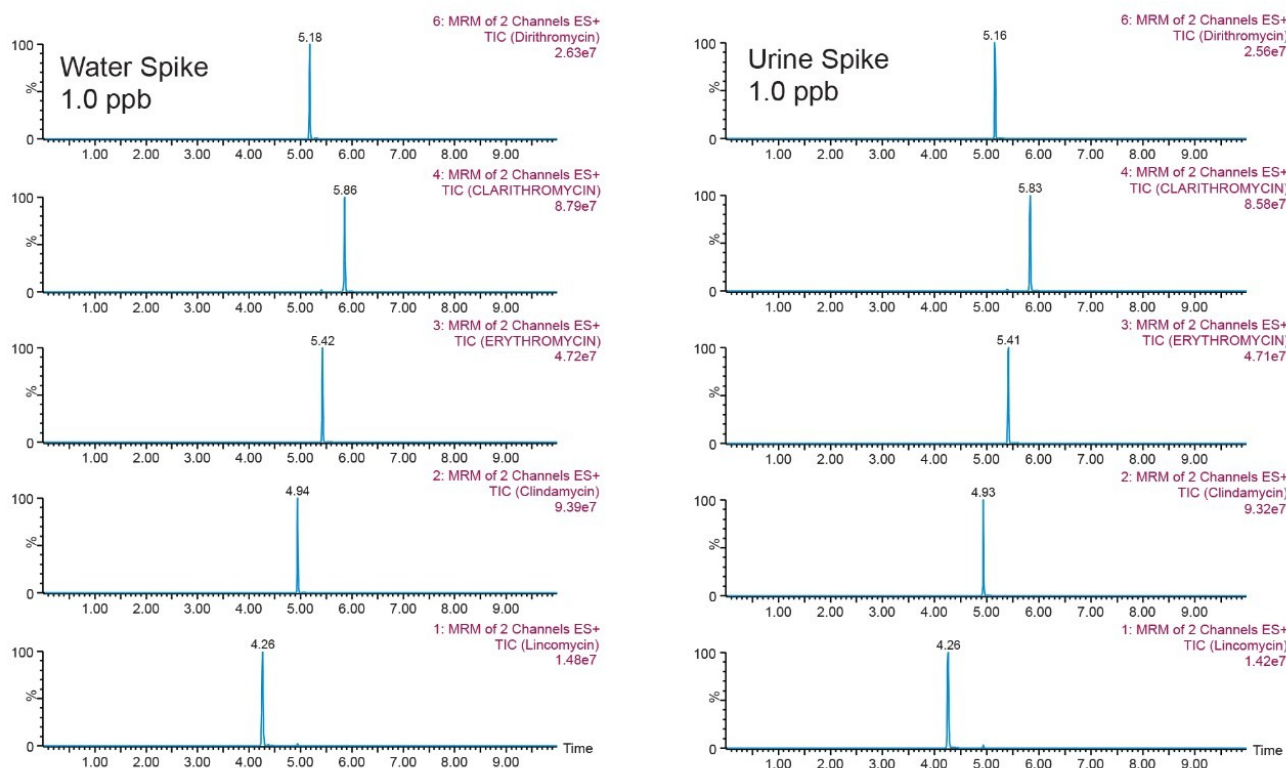 Water Spike
1.0 ppb
6: MRM of 2 Channels ES+
TIC (Dirithromycin)
2.63e7
5.18
100
%
0
1.00 2.00 3.00 4.00 5.00 6.00 7.00 8.00 9.00
4: MRM of 2 Channels ES+
TIC (CLARITHROMYCIN)
8.79e7
5.86
100
%
0
1.00 2.00 3.00 4.00 5.00 6.00 7.00 8.00 9.00
3: MRM of 2 Channels ES+
TIC (ERYTHROMYCIN)
4.72e7
5.42
100
%
0
1.00 2.00 3.00 4.00 5.00 6.00 7.00 8.00 9.00
2: MRM of 2 Channels ES+
TIC (Clindamycin)
9.39e7
4.94
100
%
0
1.00 2.00 3.00 4.00 5.00 6.00 7.00 8.00 9.00
1: MRM of 2 Channels ES+
TIC (Lincomycin)
1.48e7
4.26
100
%
0
Time
1.00 2.00 3.00 4.00 5.00 6.00 7.00 8.00 9.00
Urine Spike
1.0 ppb
6: MRM of 2 Channels ES+
TIC (Dirithromycin)
2.56e7
5.16
100
%
0
1.00 2.00 3.00 4.00 5.00 6.00 7.00 8.00 9.00
4: MRM of 2 Channels ES+
TIC (CLARITHROMYCIN)
8.58e7
5.83
100
%
0
1.00 2.00 3.00 4.00 5.00 6.00 7.00 8.00 9.00
3: MRM of 2 Channels ES+
TIC (ERYTHROMYCIN)
4.71e7
5.41
100
%
0
1.00 2.00 3.00 4.00 5.00 6.00 7.00 8.00 9.00
2: MRM of 2 Channels ES+
TIC (Clindamycin)
9.32e7
4.93
100
%
0
1.00 2.00 3.00 4.00 5.00 6.00 7.00 8.00 9.00
1: MRM of 2 Channels ES+
TIC (Lincomycin)
1.42e7
4.26
100
%
0
Time
1.00 2.00 3.00 4.00 5.00 6.00 7.00 8.00 9.00